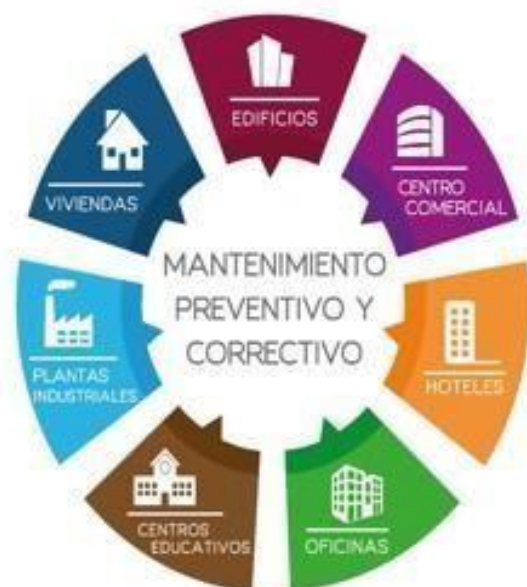 EDIFICIOS
CENTRO
COMERCIAL
HOTELES
OFICINAS
CENTROS
EDUCATIVOS
PLANTAS
INDUSTRIALES
VIVIENDAS
MANTENIMIENTO
PREVENTIVO Y
CORRECTIVO